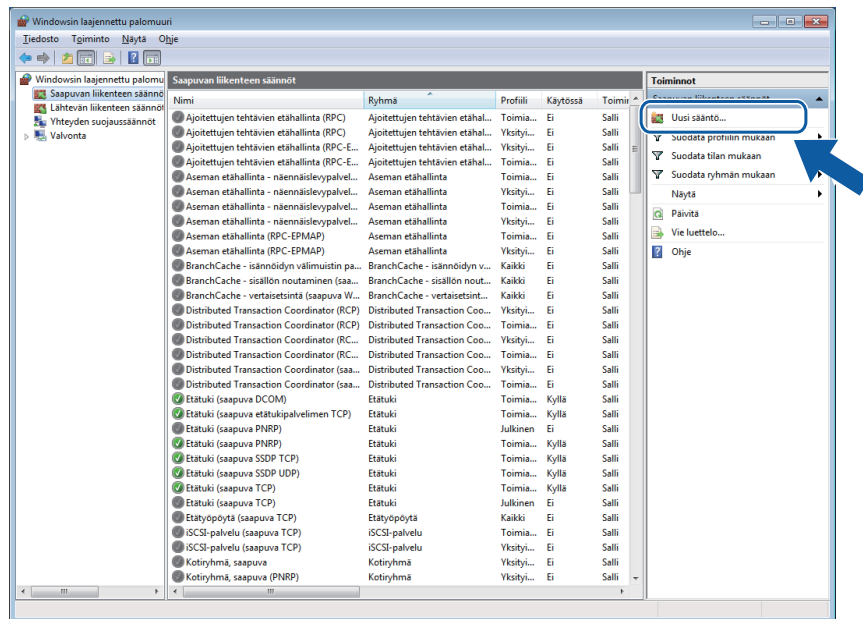 Windowsin laajennettu palomuuri
Tiedosto Toiminto Näytä Ohje
Windowsin laajennettu palomu
Saapuvan liikenteen säännö
Lähtevän liikenteen säännöt
Yhteyden suojaussäännöt
Valvonta
Saapuvan liikenteen säännöt
Nimi Ryhmä Profiili Käytössä Toimin
Ajoitettujen tehtävien etähallinta (RPC) Ajoitettujen tehtävien etähal... Toimia... Ei Salli
Ajoitettujen tehtävien etähallinta (RPC) Ajoitettujen tehtävien etähal... Yksityi... Ei Salli
Ajoitettujen tehtävien etähallinta (RPC-E... Ajoitettujen tehtävien etähal... Toimia... Ei Salli
Ajoitettujen tehtävien etähallinta (RPC-E... Ajoitettujen tehtävien etähal... Yksityi... Ei Salli
Aseman etähallinta - näennäislevypalvel... Aseman etähallinta Toimia... Ei Salli
Aseman etähallinta - näennäislevypalvel... Aseman etähallinta Yksityi... Ei Salli
Aseman etähallinta - näennäislevypalvel... Aseman etähallinta Toimia... Ei Salli
Aseman etähallinta - näennäislevypalvel... Aseman etähallinta Yksityi... Ei Salli
Aseman etähallinta (RPC-EPMAP) Aseman etähallinta Toimia... Ei Salli
Aseman etähallinta (RPC-EPMAP) Aseman etähallinta Yksityi... Ei Salli
BranchCache - isännöidyn välimuistin pa... BranchCache - isännöidyn v... Kaikki Ei Salli
BranchCache - sisällön noutaminen (saa... BranchCache - sisällön nout... Kaikki Ei Salli
BranchCache - vertaisetsintä (saapuva W... BranchCache - vertaisetsint... Kaikki Ei Salli
Distributed Transaction Coordinator (RCP) Distributed Transaction Coo... Yksityi... Ei Salli
Distributed Transaction Coordinator (RCP) Distributed Transaction Coo... Toimia... Ei Salli
Distributed Transaction Coordinator (RC... Distributed Transaction Coo... Yksityi... Ei Salli
Distributed Transaction Coordinator (RC... Distributed Transaction Coo... Toimia... Ei Salli
Distributed Transaction Coordinator (saa... Distributed Transaction Coo... Yksityi... Ei Salli
Distributed Transaction Coordinator (saa... Distributed Transaction Coo... Toimia... Ei Salli
Etätuki (saapuva DCOM) Etätuki Toimia... Kyllä Salli
Etätuki (saapuva etätukipalvelimen TCP) Etätuki Toimia... Kyllä Salli
Etätuki (saapuva PNRP) Etätuki Julkinen Ei Salli
Etätuki (saapuva PNRP) Etätuki Toimia... Kyllä Salli
Etätuki (saapuva SSDP TCP) Etätuki Toimia... Kyllä Salli
Etätuki (saapuva SSDP UDP) Etätuki Toimia... Kyllä Salli
Etätuki (saapuva TCP) Etätuki Toimia... Kyllä Salli
Etätuki (saapuva TCP) Etätuki Julkinen Ei Salli
Etätyöpöytä (saapuva TCP) Etätyöpöytä Kaikki Ei Salli
iSCSI-palvelu (saapuva TCP) iSCSI-palvelu Toimia... Ei Salli
iSCSI-palvelu (saapuva TCP) iSCSI-palvelu Yksityi... Ei Salli
Kotiryhmä, saapuva Kotiryhmä Yksityi... Ei Salli
Kotiryhmä, saapuva (PNRP) Kotiryhmä Yksityi... Ei Salli
Toiminnot
Saapuvan liikenteen säännöt
Uusi sääntö...
Suodata profiilin mukaan
Suodata tilan mukaan
Suodata ryhmän mukaan
Näytä
Päivitä
Vie luettelo...
Ohje